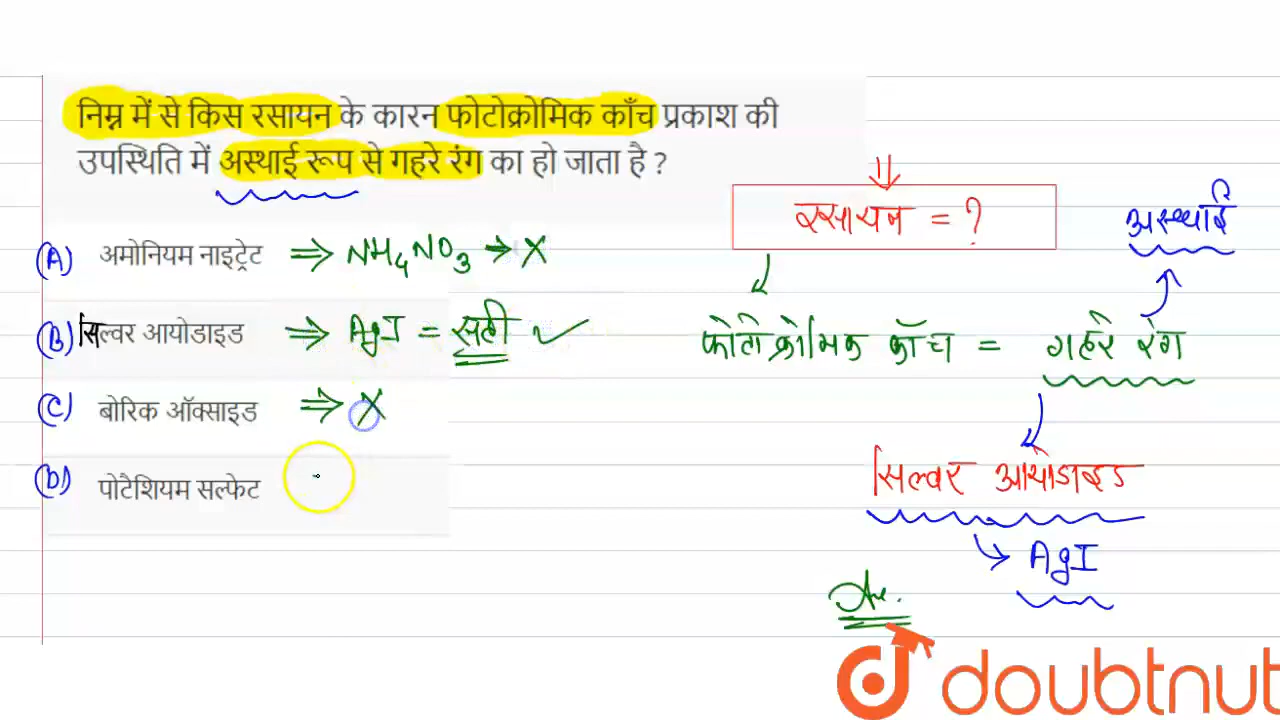 निम्न में से किस रसायन के कारन फोटोक्रोमिक काँच प्रकाश की
उपस्थिति में अस्थाई रूप से गहरे रंग का हो जाता है ?
रसायन = ?
अस्थाई
(A) अमोनियम नाइट्रेट ⇒ NH4NO3 → X
(B) सिल्वर आयोडाइड ⇒ AgI = सही ✓
फोटोक्रोमिक काँच = गहरे रंग
(C) बोरिक ऑक्साइड ⇒ X
(D) पोटैशियम सल्फेट
सिल्वर आयोडाइड
→ AgI
Ans.
doubtnut